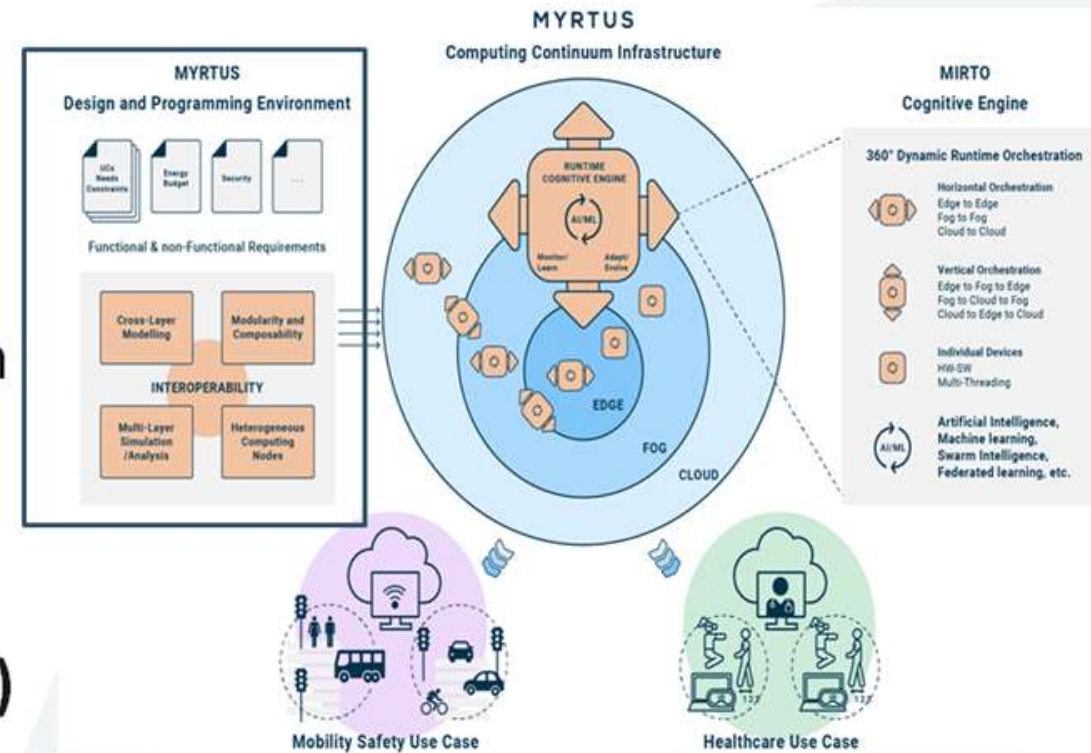 MYRTUS
Computing Continuum Infrastructure
MYRTUS
Design and Programming Environment
UCs
Needs
Constraints
Energy
Budget
Security
...
Functional & non-Functional Requirements
Cross-Layer
Modelling
Modularity and
Composability
INTEROPERABILITY
Multi-Layer
Simulation
/Analysis
Heterogeneous
Computing
Nodes
RUNTIME
COGNITIVE ENGINE
AI/ML
Monitor/
Learn
Adapt/
Evolve
EDGE
FOG
CLOUD
MIRTO
Cognitive Engine
360° Dynamic Runtime Orchestration
Horizontal Orchestration
Edge to Edge
Fog to Fog
Cloud to Cloud
Vertical Orchestration
Edge to Fog to Edge
Fog to Cloud to Fog
Cloud to Edge to Cloud
Individual Devices
HW-SW
Multi-Threading
AI/ML
Artificial Intelligence,
Machine learning,
Swarm Intelligence,
Federated learning, etc.
n
)
Mobility Safety Use Case
Healthcare Use Case